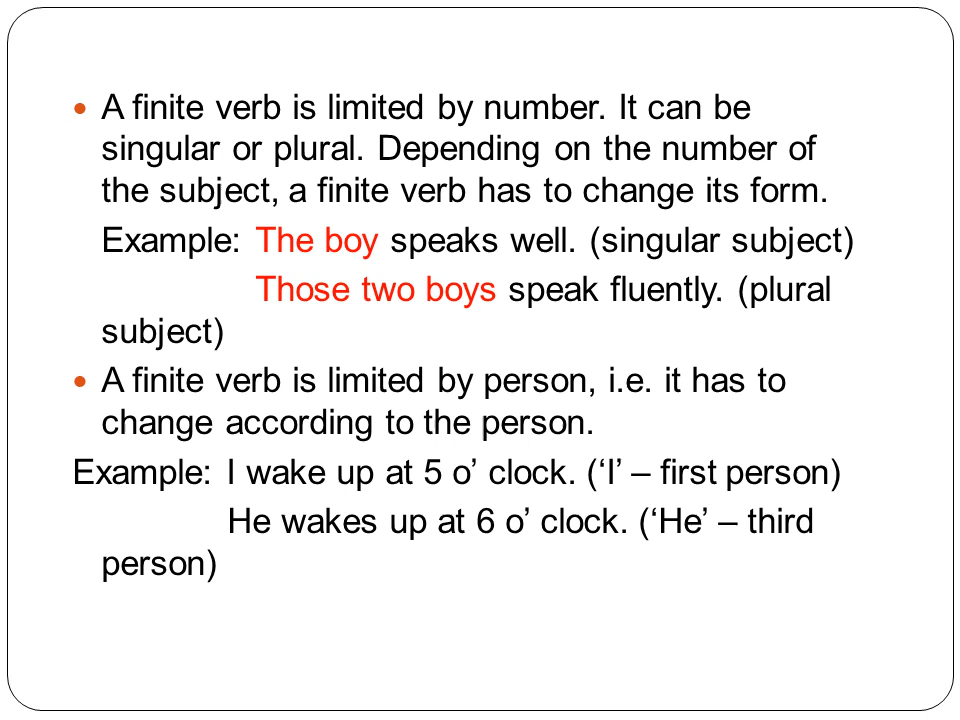 • A finite verb is limited by number. It can be
singular or plural. Depending on the number of
the subject, a finite verb has to change its form.
Example: The boy speaks well. (singular subject)
Those two boys speak fluently. (plural
subject)
• A finite verb is limited by person, i.e. it has to
change according to the person.
Example: I wake up at 5 o’ clock. (‘I’ – first person)
He wakes up at 6 o’ clock. (‘He’ – third
person)